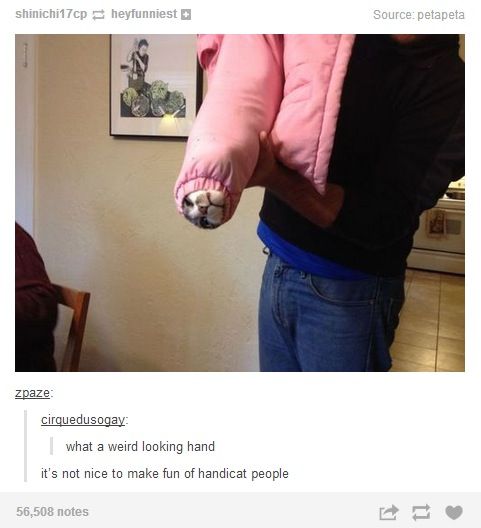 shinichi17cp heyfunniest Source: petapeta
zpaze:
cirquedusogay:
what a weird looking hand
it's not nice to make fun of handicat people
56,508 notes